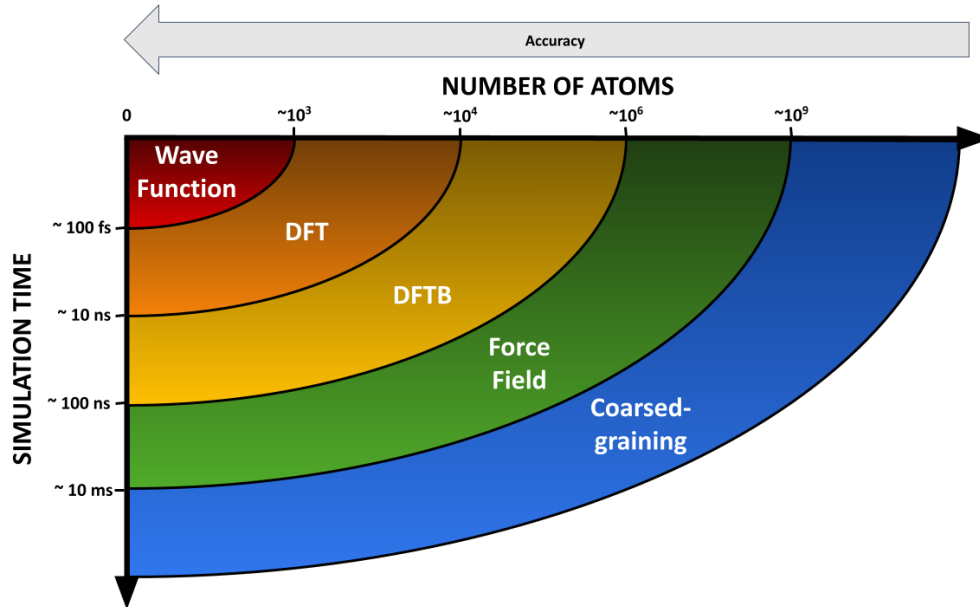 Accuracy
NUMBER OF ATOMS
0
~10³
~10⁴
~10⁶
~10⁹
Wave
Function
~ 100 fs
DFT
DFTB
~ 10 ns
Force
Field
~ 100 ns
Coarsed-
graining
~ 10 ms
SIMULATION TIME